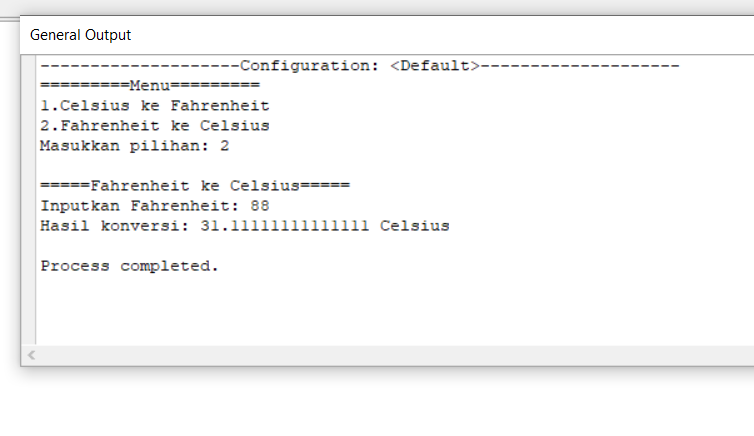 General Output
--------------------Configuration: <Default>--------------------
=========Menu=========
1.Celsius ke Fahrenheit
2.Fahrenheit ke Celsius
Masukkan pilihan: 2
=====Fahrenheit ke Celsius=====
Inputkan Fahrenheit: 88
Hasil konversi: 31.11111111111111 Celsius
Process completed.